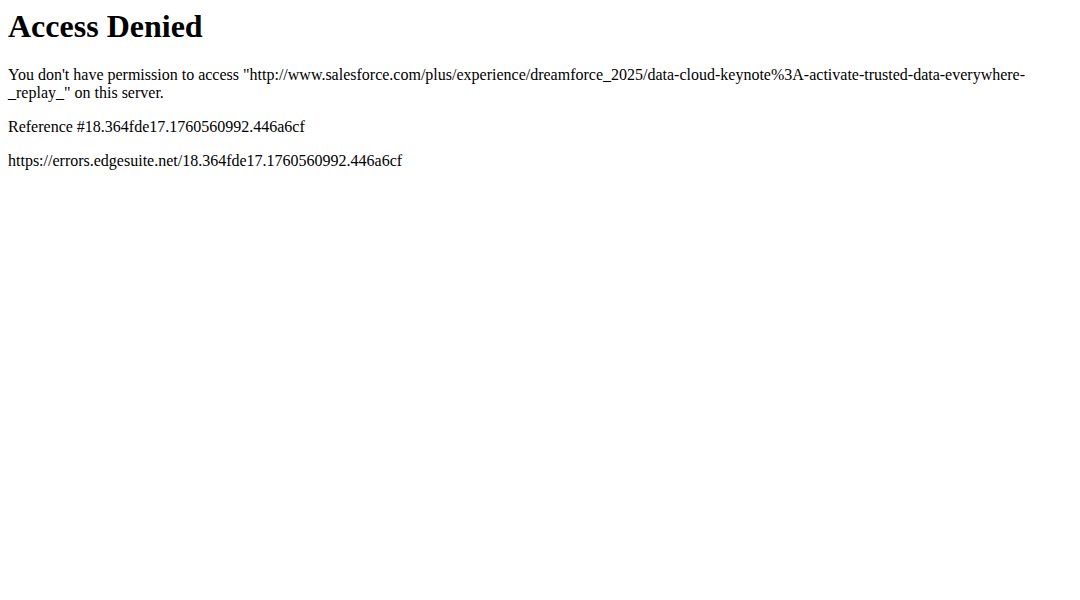 Access Denied
You don't have permission to access "http://www.salesforce.com/plus/experience/dreamforce_2025/data-cloud-keynote%3A-activate-trusted-data-everywhere-
_replay_" on this server.
Reference #18.364fde17.1760560992.446a6cf
https://errors.edgesuite.net/18.364fde17.1760560992.446a6cf